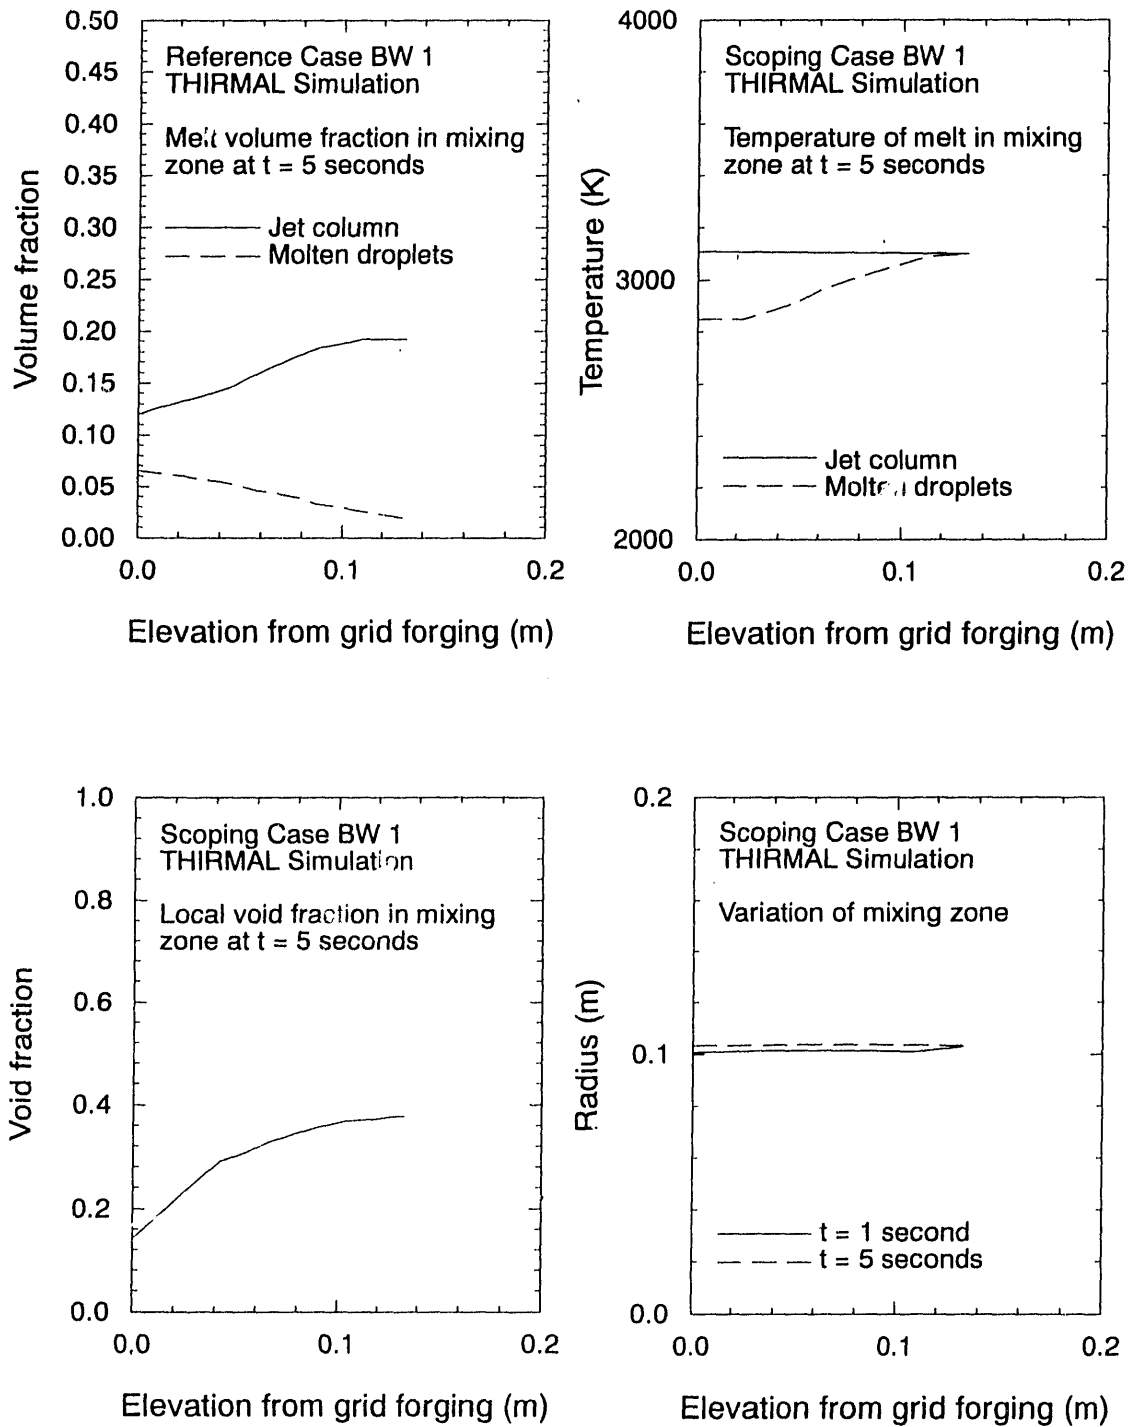 0.50
0.45
0.40
0.35
0.30
0.25
0.20
0.15
0.10
0.05
0.00
Volume fraction
Reference Case BW 1
THIRMAL Simulation
Melt volume fraction in mixing
zone at t = 5 seconds
Jet column
Molten droplets
0.0 0.1 0.2
Elevation from grid forging (m)
4000
3000
2000
Temperature (K)
Scoping Case BW 1
THIRMAL Simulation
Temperature of melt in mixing
zone at t = 5 seconds
Jet column
Molten droplets
0.0 0.1 0.2
Elevation from grid forging (m)
1.0
0.8
0.6
0.4
0.2
0.0
Void fraction
Scoping Case BW 1
THIRMAL Simulation
Local void fraction in mixing
zone at t = 5 seconds
0.0 0.1 0.2
Elevation from grid forging (m)
0.2
0.1
0.0
Radius (m)
Scoping Case BW 1
THIRMAL Simulation
Variation of mixing zone
t = 1 second
t = 5 seconds
0.0 0.1 0.2
Elevation from grid forging (m)